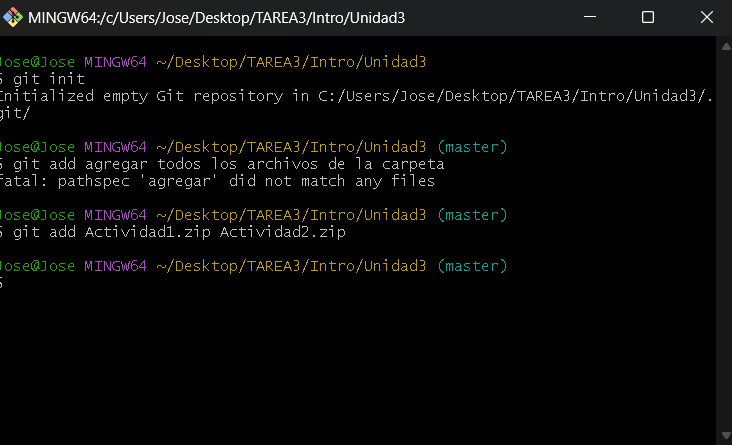 MINGW64:/c/Users/Jose/Desktop/TAREA3/Intro/Unidad3
Jose@Jose MINGW64 ~/Desktop/TAREA3/Intro/Unidad3
$ git init
Initialized empty Git repository in C:/Users/Jose/Desktop/TAREA3/Intro/Unidad3/.
git/
Jose@Jose MINGW64 ~/Desktop/TAREA3/Intro/Unidad3 (master)
$ git add agregar todos los archivos de la carpeta
fatal: pathspec 'agregar' did not match any files
Jose@Jose MINGW64 ~/Desktop/TAREA3/Intro/Unidad3 (master)
$ git add Actividad1.zip Actividad2.zip
Jose@Jose MINGW64 ~/Desktop/TAREA3/Intro/Unidad3 (master)
$